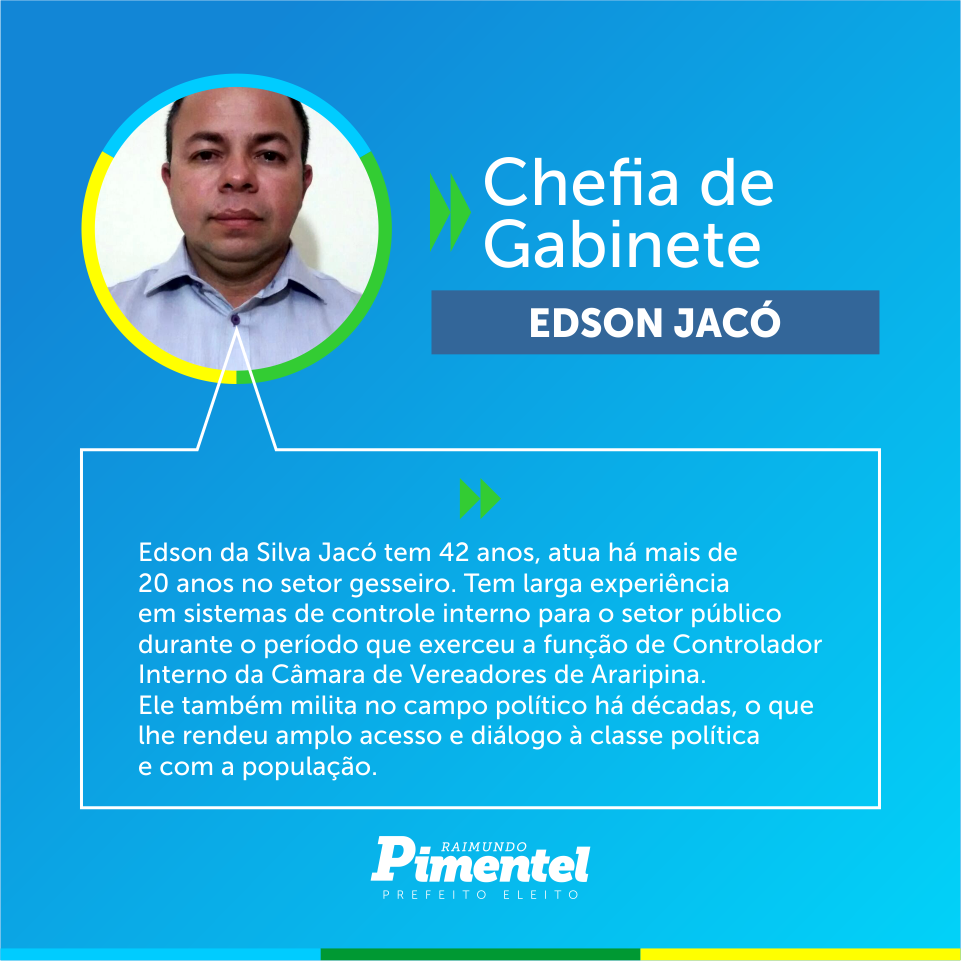 Chefia de
Gabinete
EDSON JACÓ
Edson da Silva Jacó tem 42 anos, atua há mais de
20 anos no setor gesseiro. Tem larga experiência
em sistemas de controle interno para o setor público
durante o período que exerceu a função de Controlador
Interno da Câmara de Vereadores de Araripina.
Ele também milita no campo político há décadas, o que
lhe rendeu amplo acesso e diálogo à classe política
e com a população.
RAIMUNDO
Pimentel
PREFEITO ELEITO